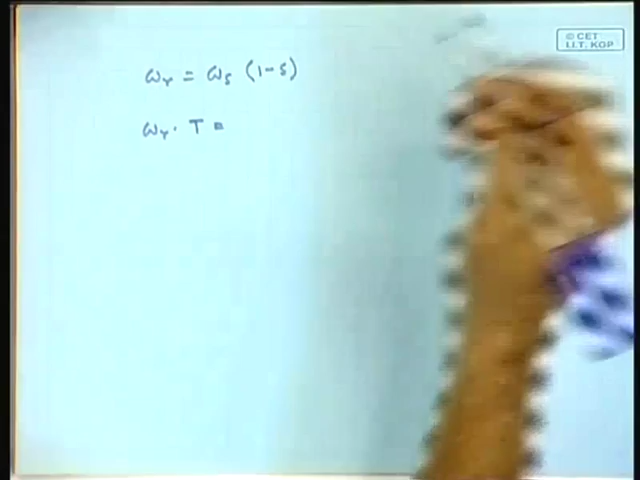 © CET
I.I.T. KGP
ωᵣ = ωₛ (1-s)
ωᵣ. T =